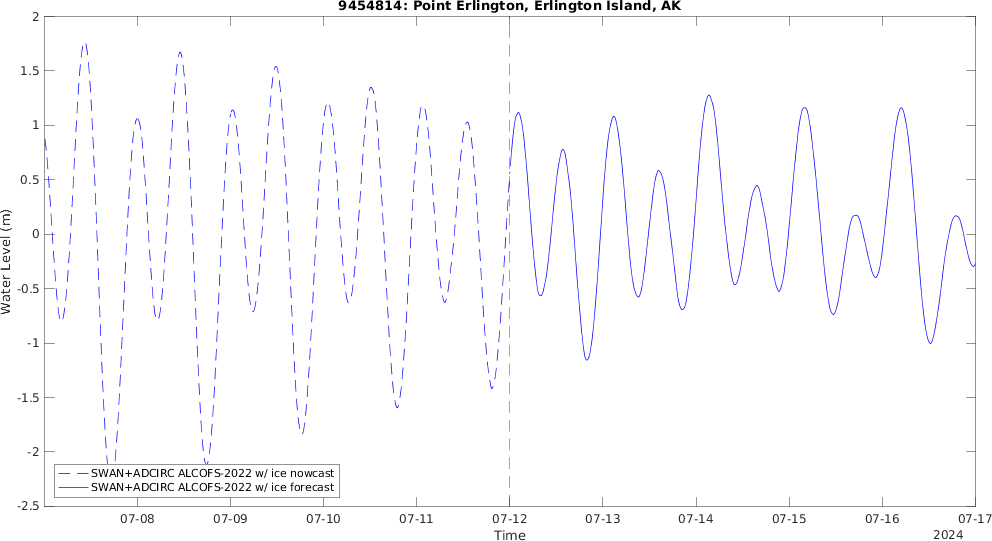 9454814: Point Erlington, Erlington Island, AK
2
1.5
1
0.5
0
-0.5
-1
-1.5
-2
-2.5
Water Level (m)
SWAN+ADCIRC ALCOFS-2022 w/ ice nowcast
SWAN+ADCIRC ALCOFS-2022 w/ ice forecast
07-08 07-09 07-10 07-11 07-12 07-13 07-14 07-15 07-16 07-17
Time
2024